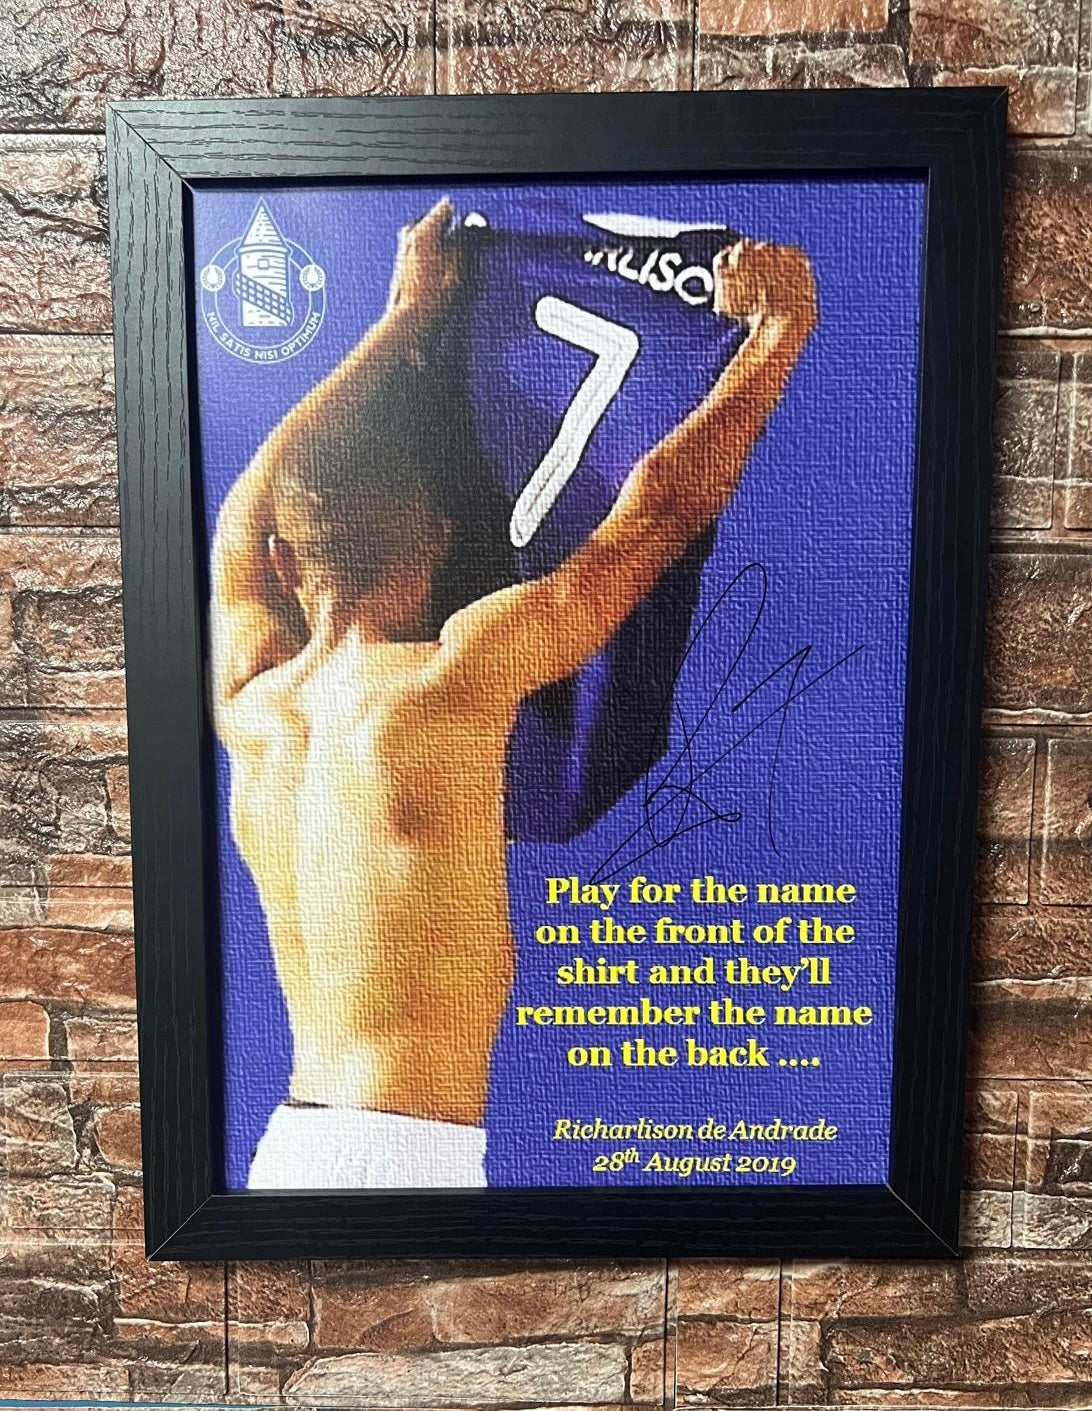 RLISO
7
NIL SATIS NISI OPTIMUM
Play for the name
on the front of the
shirt and they'll
remember the name
on the back ....
Richarlison de Andrade
28th August 2019